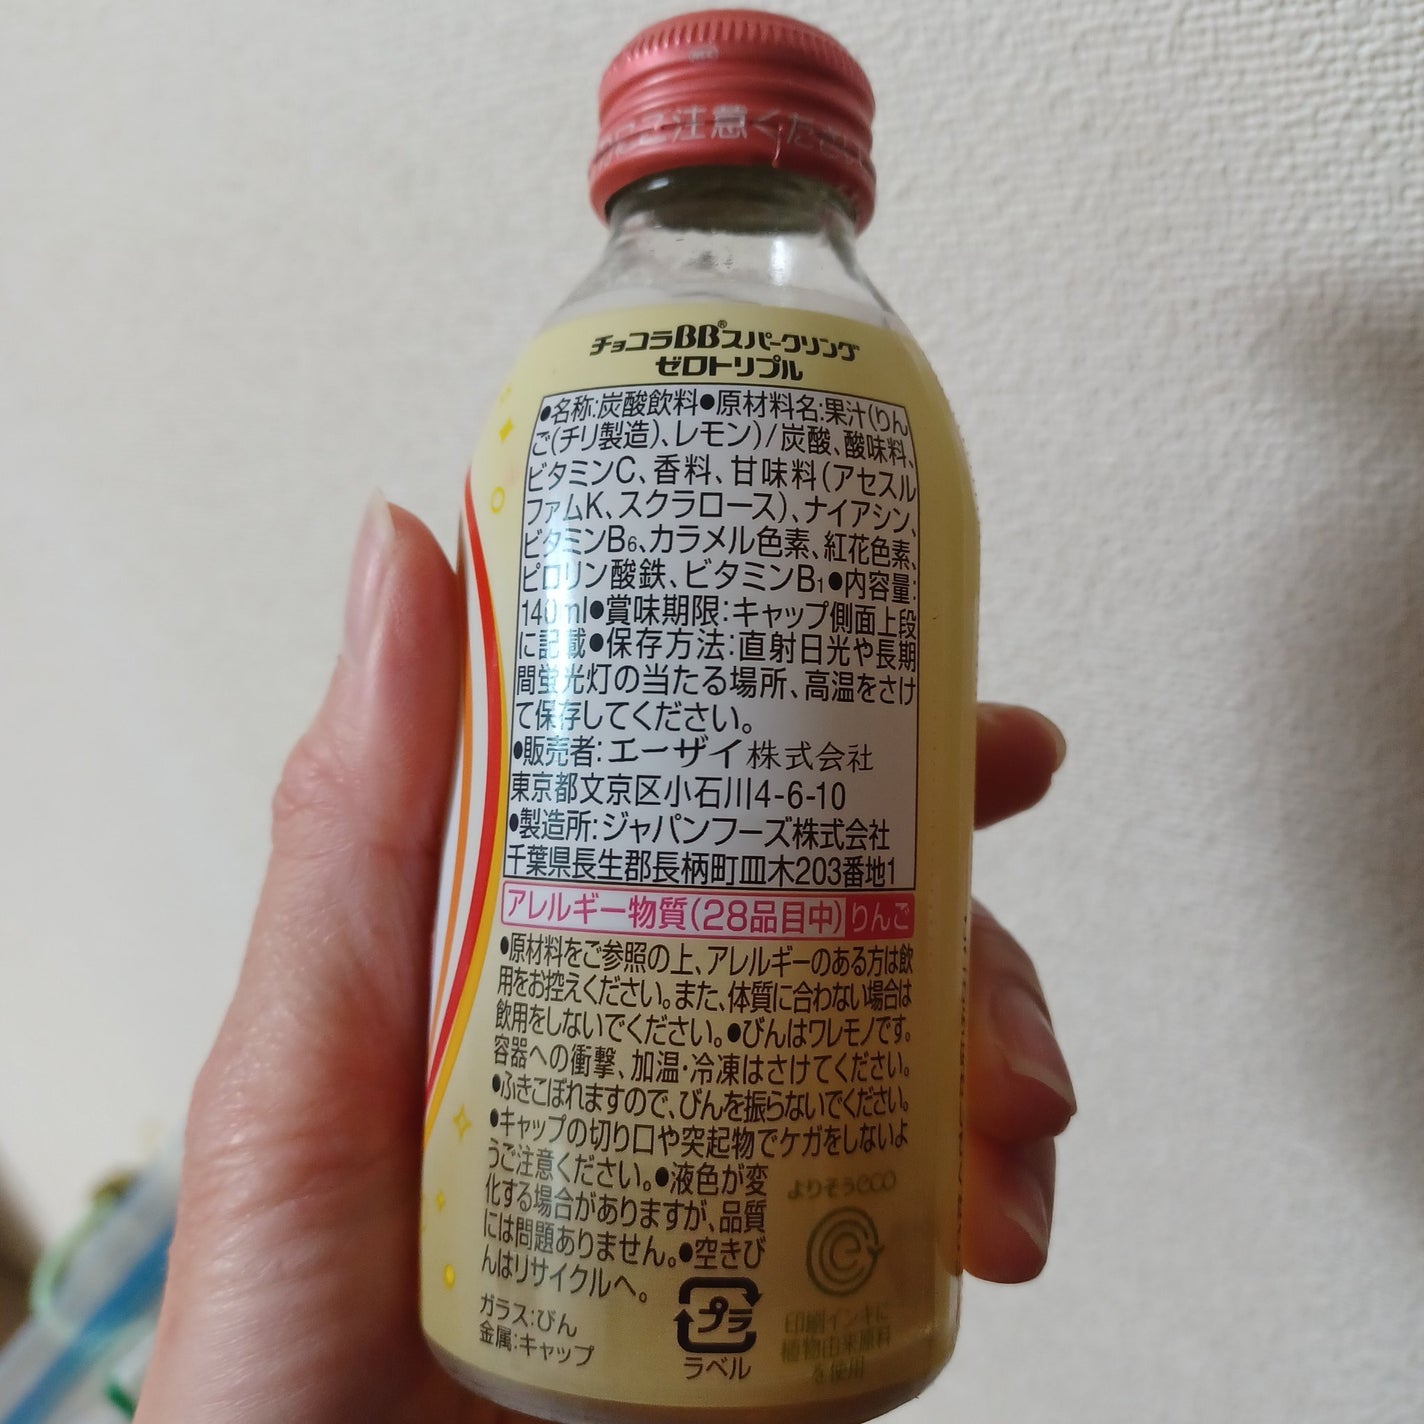 ご注意ください
チョコラBB®スパークリング
ゼロトリプル
●名称:炭酸飲料●原材料名:果汁(りん
ご(チリ製造)、レモン)/炭酸、酸味料、
ビタミンC、香料、甘味料(アセスル
ファムK、スクラロース)、ナイアシン、
ビタミンB6、カラメル色素、紅花色素、
ピロリン酸鉄、ビタミンB1●内容量:
140ml●賞味期限:キャップ側面上段
に記載●保存方法:直射日光や長期
間蛍光灯の当たる場所、高温をさけ
て保存してください。
●販売者:エーザイ株式会社
東京都文京区小石川4-6-10
●製造所:ジャパンフーズ株式会社
千葉県長生郡長柄町皿木203番地1
アレルギー物質(28品目中) りんご
●原材料をご参照の上、アレルギーのある方は飲
用をお控えください。また、体質に合わない場合は
飲用をしないでください。●びんはワレモノです。
容器への衝撃、加温・冷凍はさけてください。
●ふきこぼれますので、びんを振らないでください。
●キャップの切り口や突起物でケガをしないよ
うご注意ください。●液色が変
化する場合がありますが、品質
には問題ありません。●空きび
んはリサイクルへ。
ガラス:びん
金属:キャップ
プラ
ラベル
よりそうeco
印刷インキに
植物由来原料
を使用